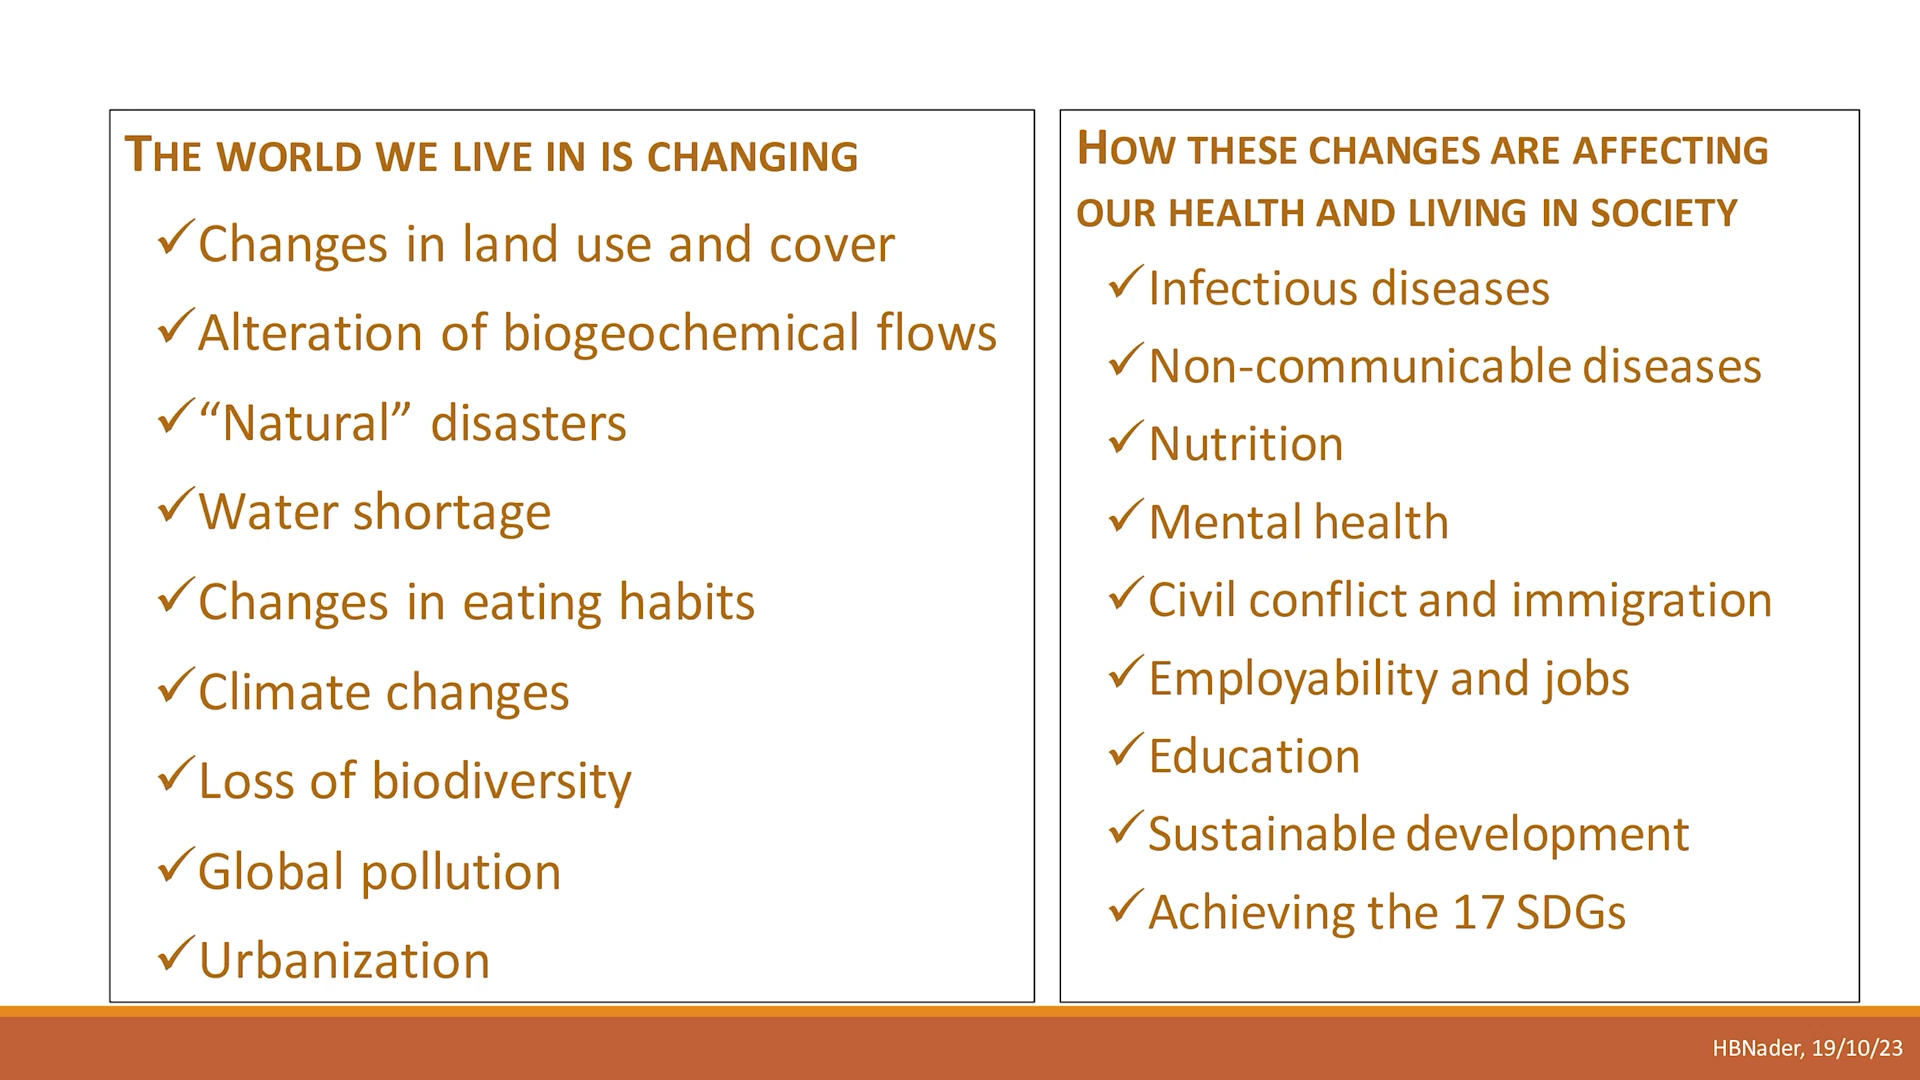 THE WORLD WE LIVE IN IS CHANGING
✓Changes in land use and cover
✓Alteration of biogeochemical flows
✓“Natural” disasters
✓Water shortage
✓Changes in eating habits
✓Climate changes
✓Loss of biodiversity
✓Global pollution
✓Urbanization
HOW THESE CHANGES ARE AFFECTING
OUR HEALTH AND LIVING IN SOCIETY
✓Infectious diseases
✓Non-communicable diseases
✓Nutrition
✓Mental health
✓Civil conflict and immigration
✓Employability and jobs
✓Education
✓Sustainable development
✓Achieving the 17 SDGs
HBNader, 19/10/23